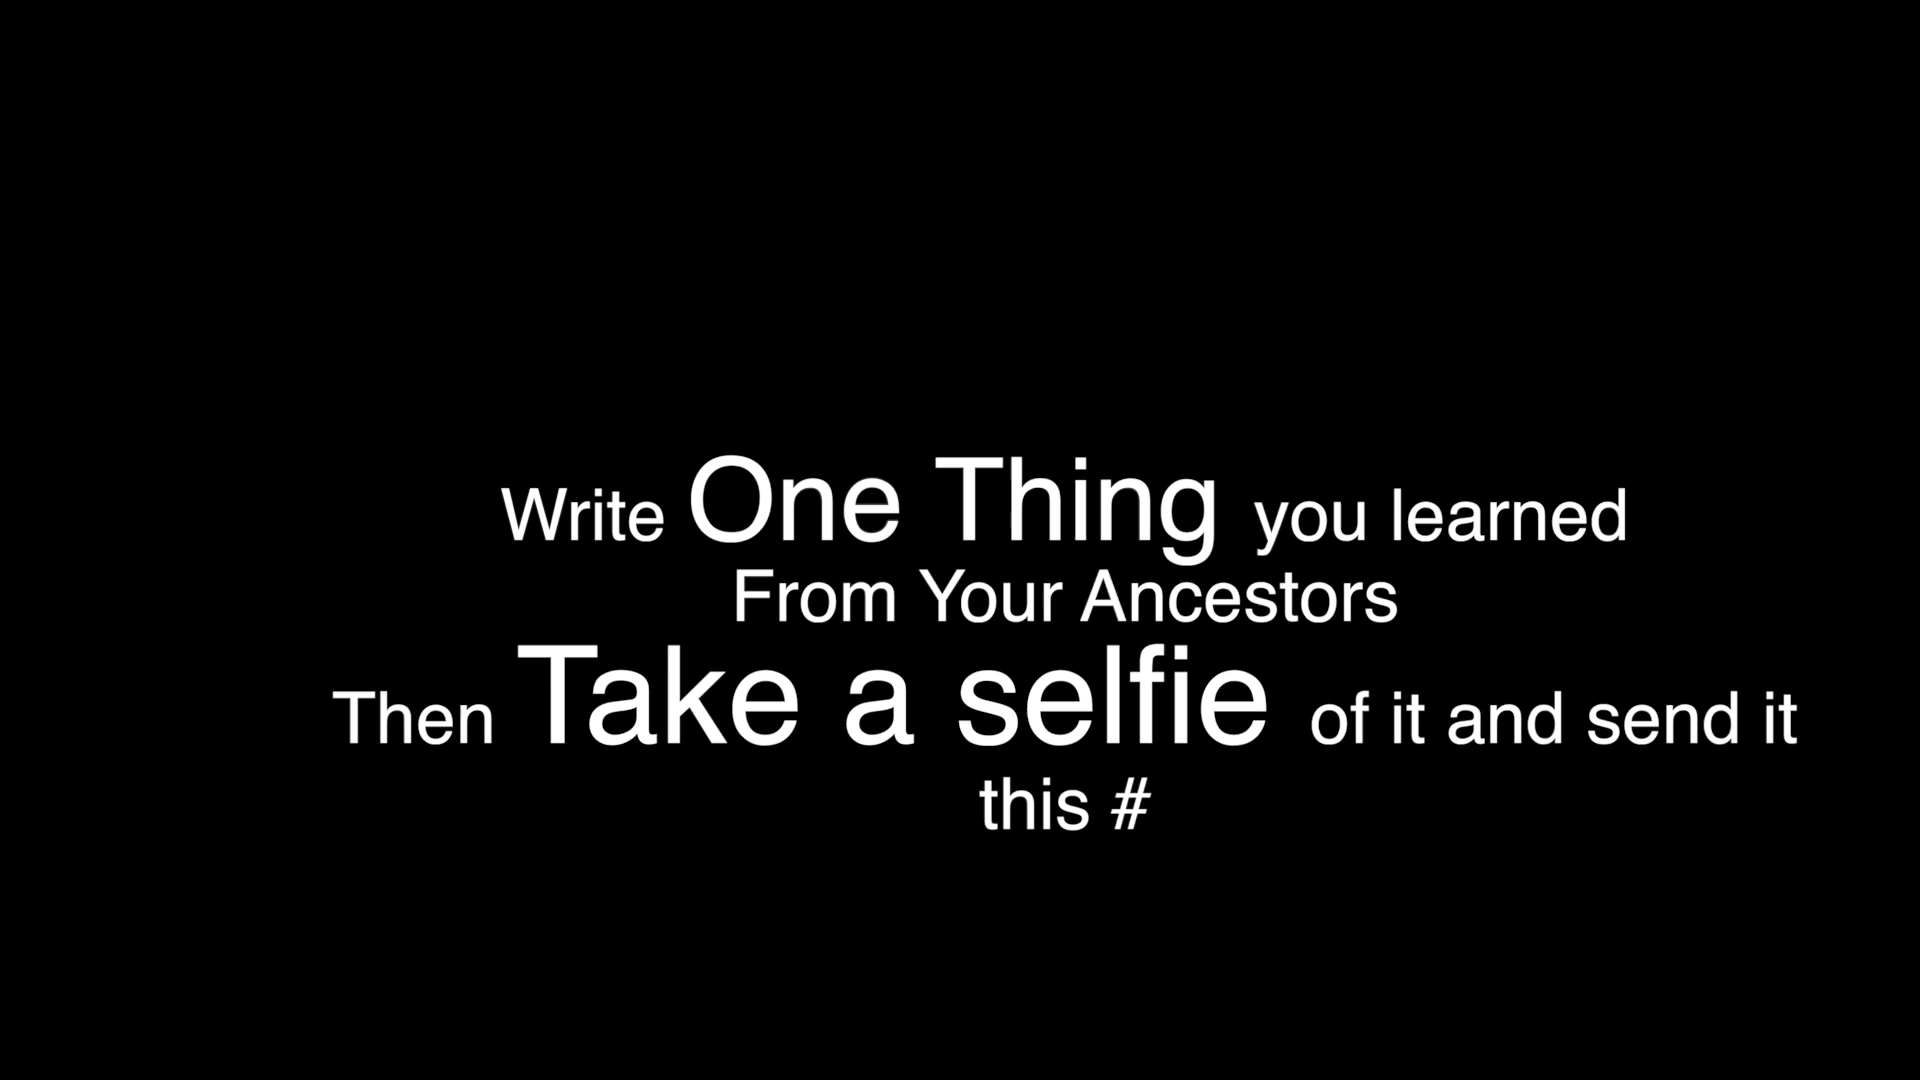 Write One Thing you learned
From Your Ancestors
Then Take a selfie of it and send it
this #